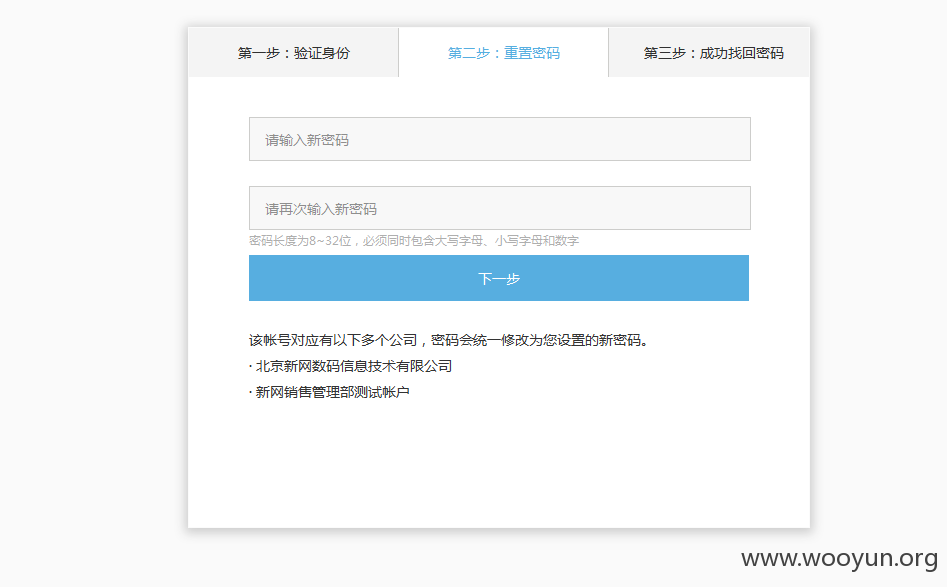 第一步：验证身份
第二步：重置密码
第三步：成功找回密码
请输入新密码
请再次输入新密码
密码长度为8~32位，必须同时包含大写字母、小写字母和数字
下一步
该帐号对应有以下多个公司，密码会统一修改为您设置的新密码。
· 北京新网数码信息技术有限公司
· 新网销售管理部测试帐户
www.wooyun.org